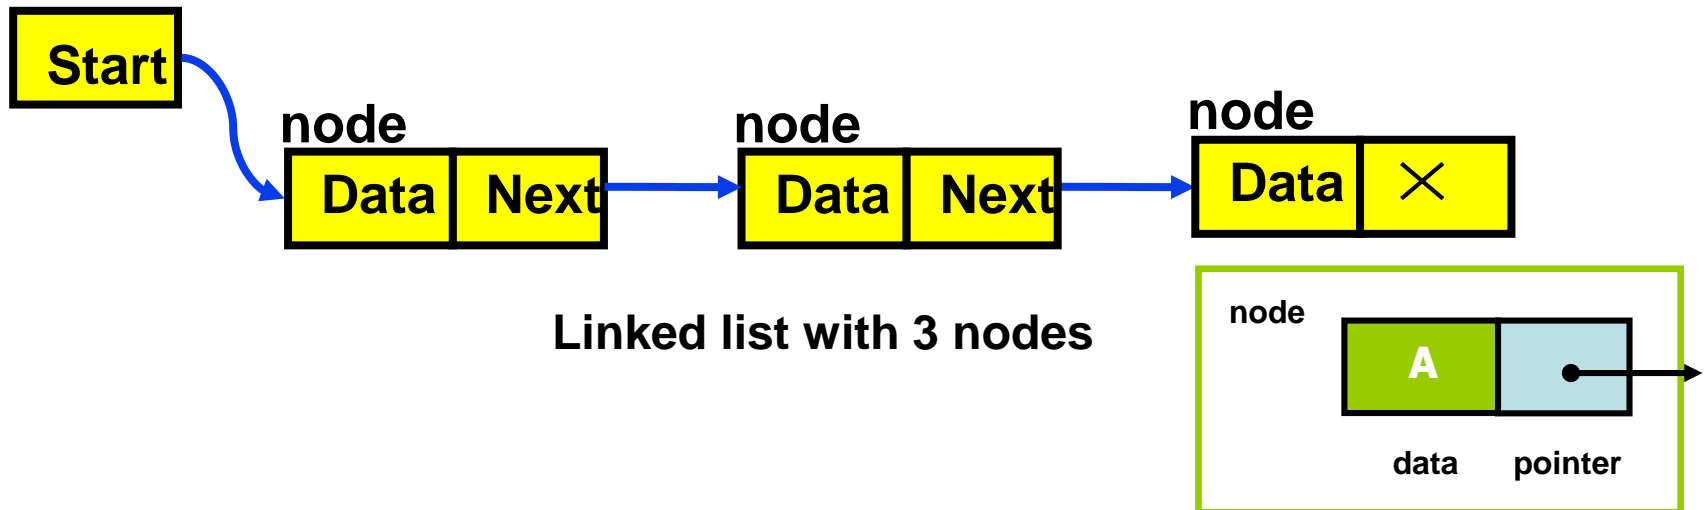 Start
node
node
node
Data Next
Data Next
Data
Linked list with 3 nodes
node
A
data pointer